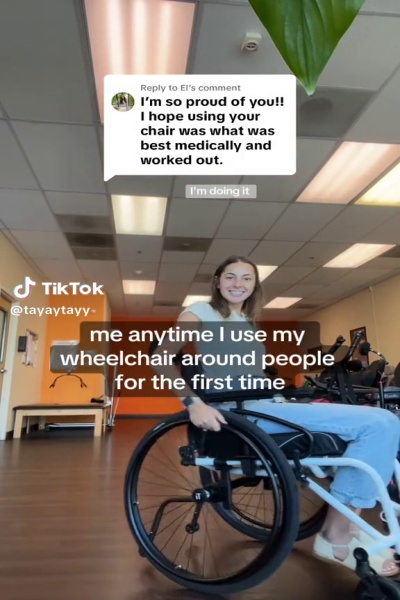 Reply to El's comment
I'm so proud of you!!
I hope using your
chair was what was
best medically and
worked out.
I'm doing it
TikTok
@tayaytayy
me anytime I use my
wheelchair around people
for the first time